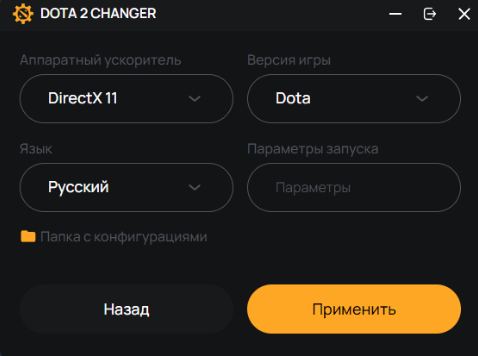 DOTA 2 CHANGER
Аппаратный ускоритель
Версия игры
DirectX 11
Dota
Язык
Параметры запуска
Русский
Параметры
Папка с конфигурациями
Назад
Применить